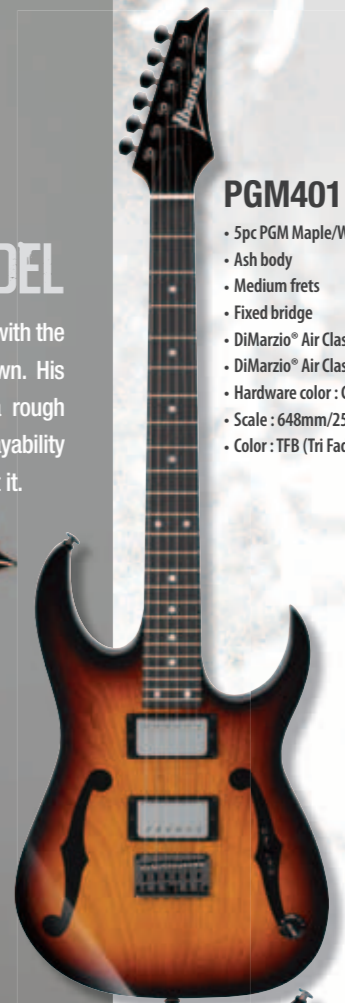 DEL
with the
wn. His
rough
yability
it.
Ibanez
PGM401
• 5pc PGM Maple/W
• Ash body
• Medium frets
• Fixed bridge
• DiMarzio® Air Clas
• DiMarzio® Air Clas
• Hardware color : C
• Scale : 648mm/25
• Color : TFB (Tri Fad